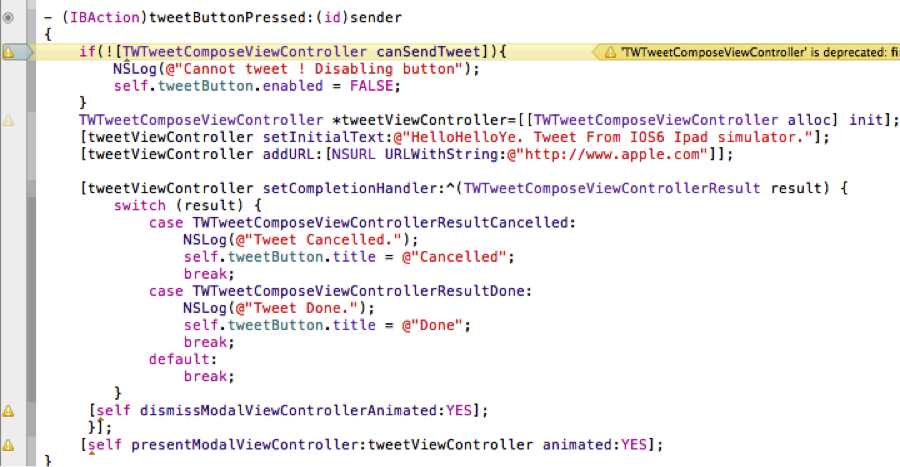 - (IBAction)tweetButtonPressed:(id)sender
{
if(![TWTweetComposeViewController canSendTweet]){ 'TWTweetComposeViewController' is deprecated: fi
NSLog(@"Cannot tweet ! Disabling button");
self.tweetButton.enabled = FALSE;
}
TWTweetComposeViewController *tweetViewController=[[TWTweetComposeViewController alloc] init];
[tweetViewController setInitialText:@"HelloHelloYe. Tweet From IOS6 Ipad simulator."];
[tweetViewController addURL:[NSURL URLWithString:@"http://www.apple.com"]];
[tweetViewController setCompletionHandler:^(TWTweetComposeViewControllerResult result) {
switch (result) {
case TWTweetComposeViewControllerResultCancelled:
NSLog(@"Tweet Cancelled.");
self.tweetButton.title = @"Cancelled";
break;
case TWTweetComposeViewControllerResultDone:
NSLog(@"Tweet Done.");
self.tweetButton.title = @"Done";
break;
default:
break;
}
[self dismissModalViewControllerAnimated:YES];
}];
[self presentModalViewController:tweetViewController animated:YES];
}